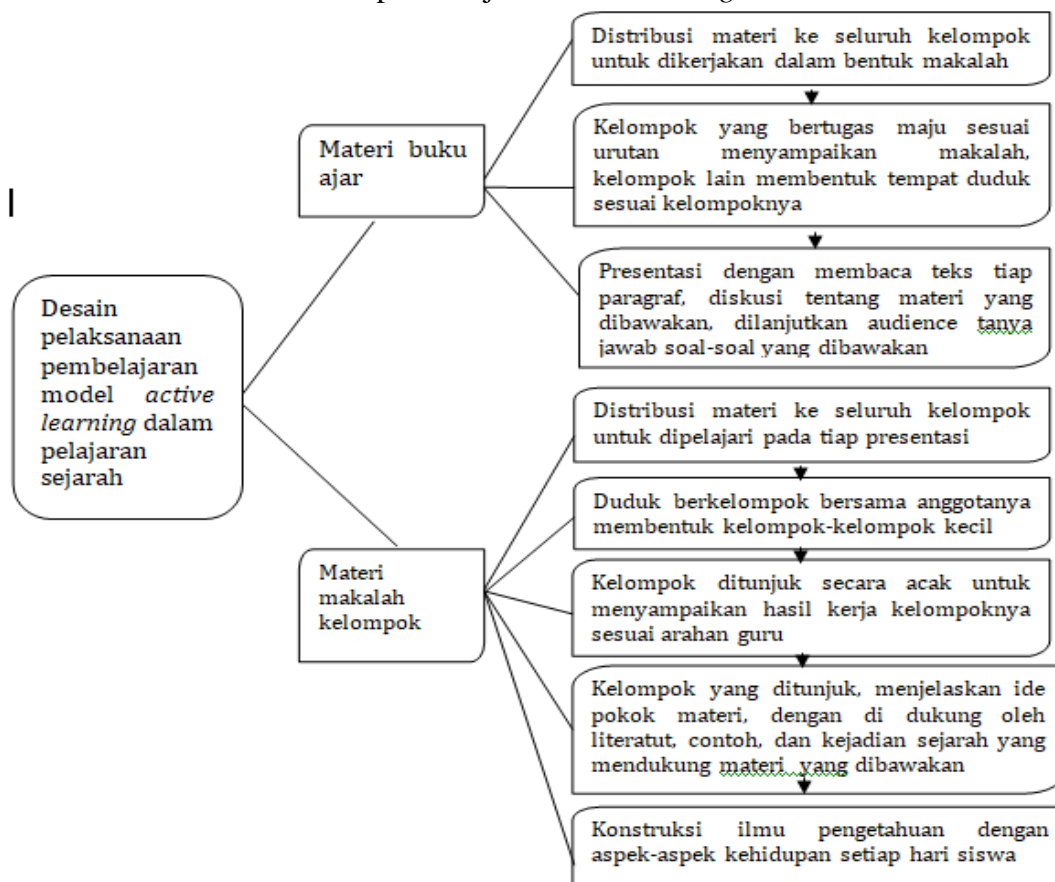 Desain
pelaksanaan
pembelajaran
model active
learning dalam
pelajaran
sejarah
Materi buku
ajar
Distribusi materi ke seluruh kelompok
untuk dikerjakan dalam bentuk makalah
Kelompok yang bertugas maju sesuai
urutan menyampaikan makalah,
kelompok lain membentuk tempat duduk
sesuai kelompoknya
Presentasi dengan membaca teks tiap
paragraf, diskusi tentang materi yang
dibawakan, dilanjutkan audience tanya
jawab soal-soal yang dibawakan
Materi
makalah
kelompok
Distribusi materi ke seluruh kelompok
untuk dipelajari pada tiap presentasi
Duduk berkelompok bersama anggotanya
membentuk kelompok-kelompok kecil
Kelompok ditunjuk secara acak untuk
menyampaikan hasil kerja kelompoknya
sesuai arahan guru
Kelompok yang ditunjuk, menjelaskan ide
pokok materi, dengan di dukung oleh
literatut, contoh, dan kejadian sejarah yang
mendukung materi yang dibawakan
Konstruksi ilmu pengetahuan dengan
aspek-aspek kehidupan setiap hari siswa